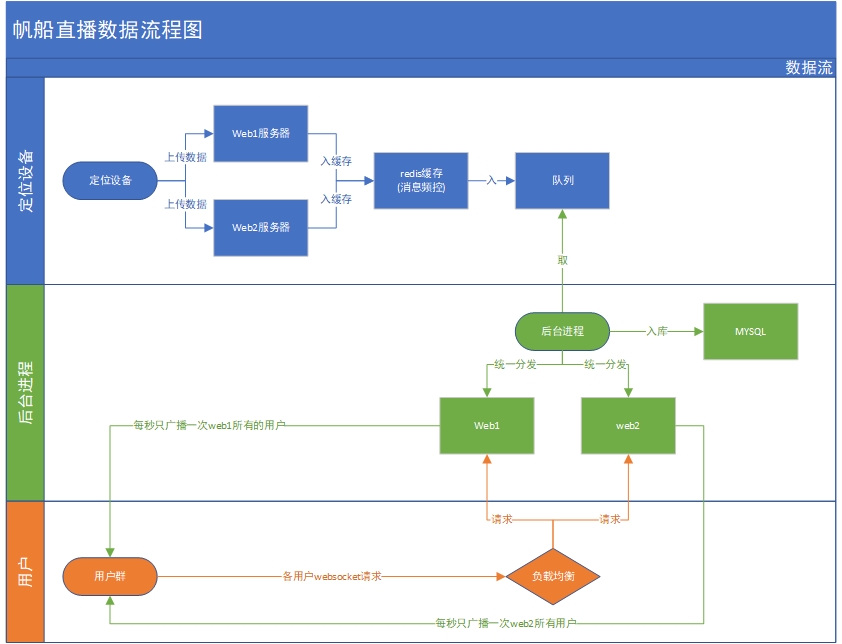 帆船直播数据流程图
数据流
定位设备
定位设备
上传数据
上传数据
Web1服务器
Web2服务器
入缓存
入缓存
redis缓存
(消息频控)
入
队列
取
后台进程
后台进程
入库
MYSQL
统一分发
统一分发
Web1
web2
每秒只广播一次web1所有的用户
请求
请求
用户
用户群
各用户websocket请求
负载均衡
每秒只广播一次web2所有用户